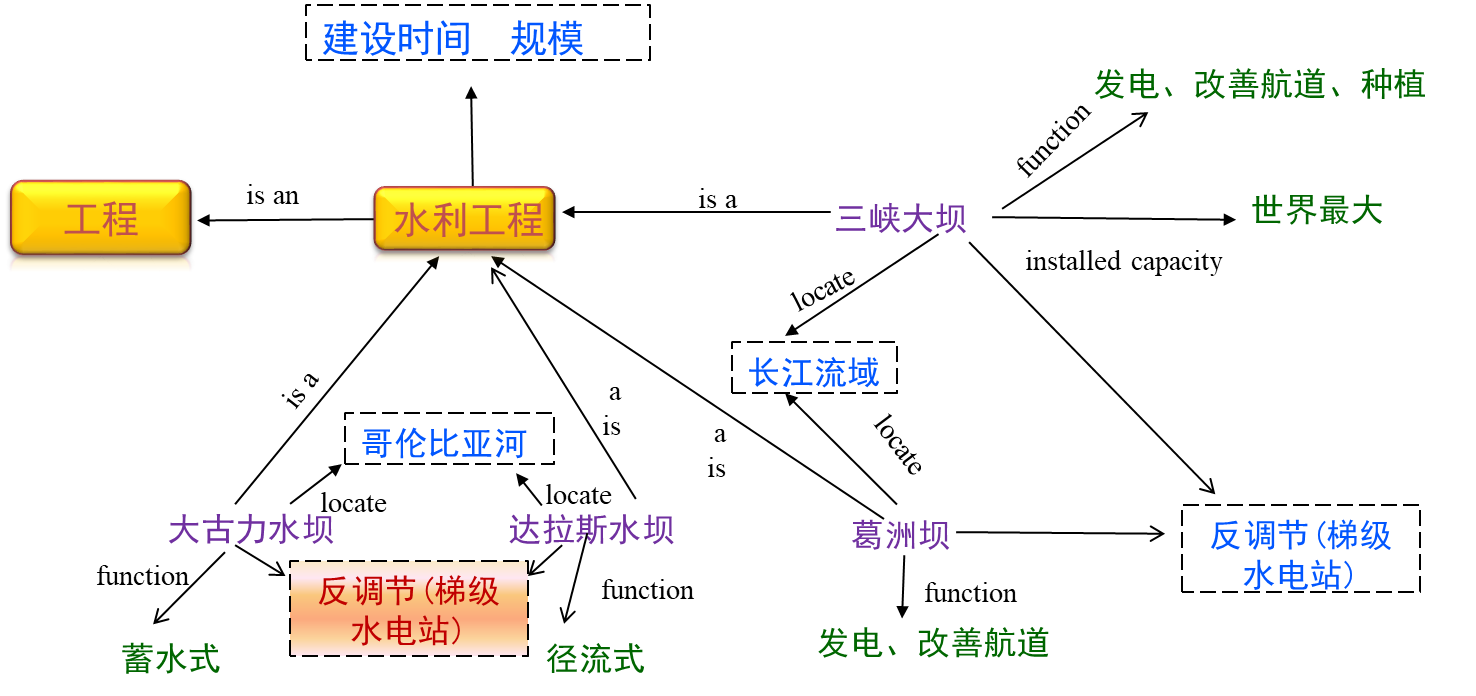 建设时间 规模
发电、改善航道、种植
function
工程
is an
水利工程
is a
三峡大坝
世界最大
installed capacity
locate
长江流域
is a
a
is
a
is
哥伦比亚河
locate
locate
locate
大古力水坝
达拉斯水坝
葛洲坝
反调节(梯级
水电站)
function
反调节(梯级
水电站)
function
function
蓄水式
径流式
发电、改善航道